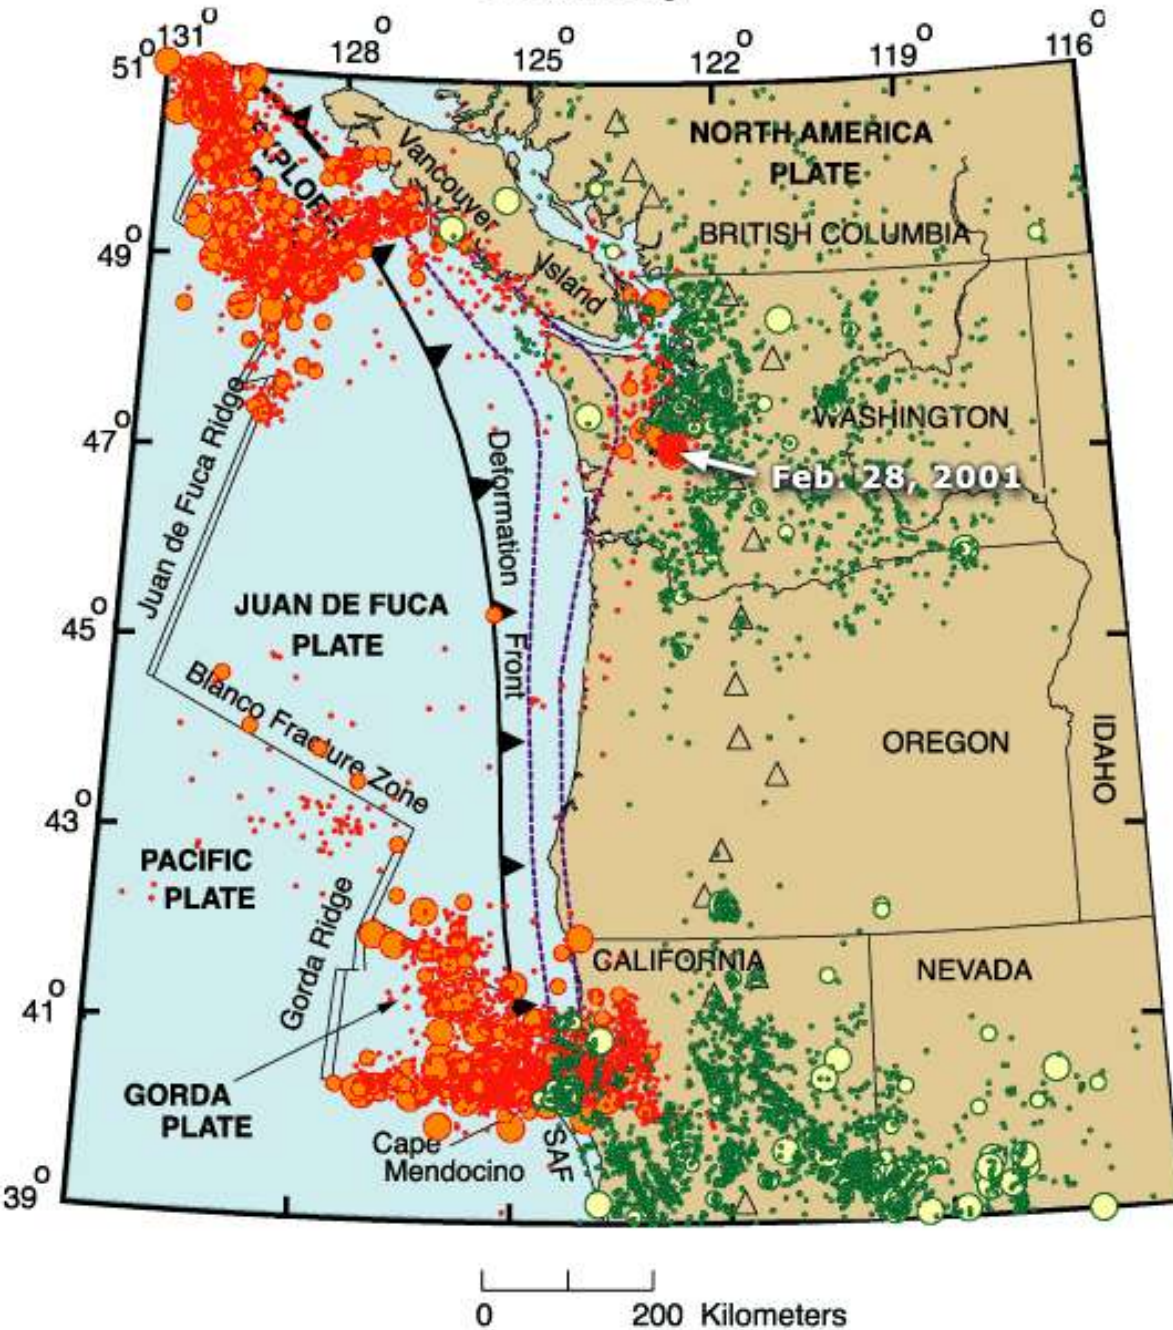 131°
128°
125°
122°
119°
116°
51°
NORTH AMERICA
PLATE
Vancouver
Island
BRITISH COLUMBIA
49°
47°
WASHINGTON
Feb. 28, 2001
Juan de Fuca Ridge
Deformation Front
JUAN DE FUCA
PLATE
45°
Blanco Fracture Zone
OREGON
IDAHO
43°
PACIFIC
PLATE
Gorda Ridge
CALIFORNIA
NEVADA
41°
GORDA
PLATE
Cape
Mendocino
SAF
39°
0 200 Kilometers